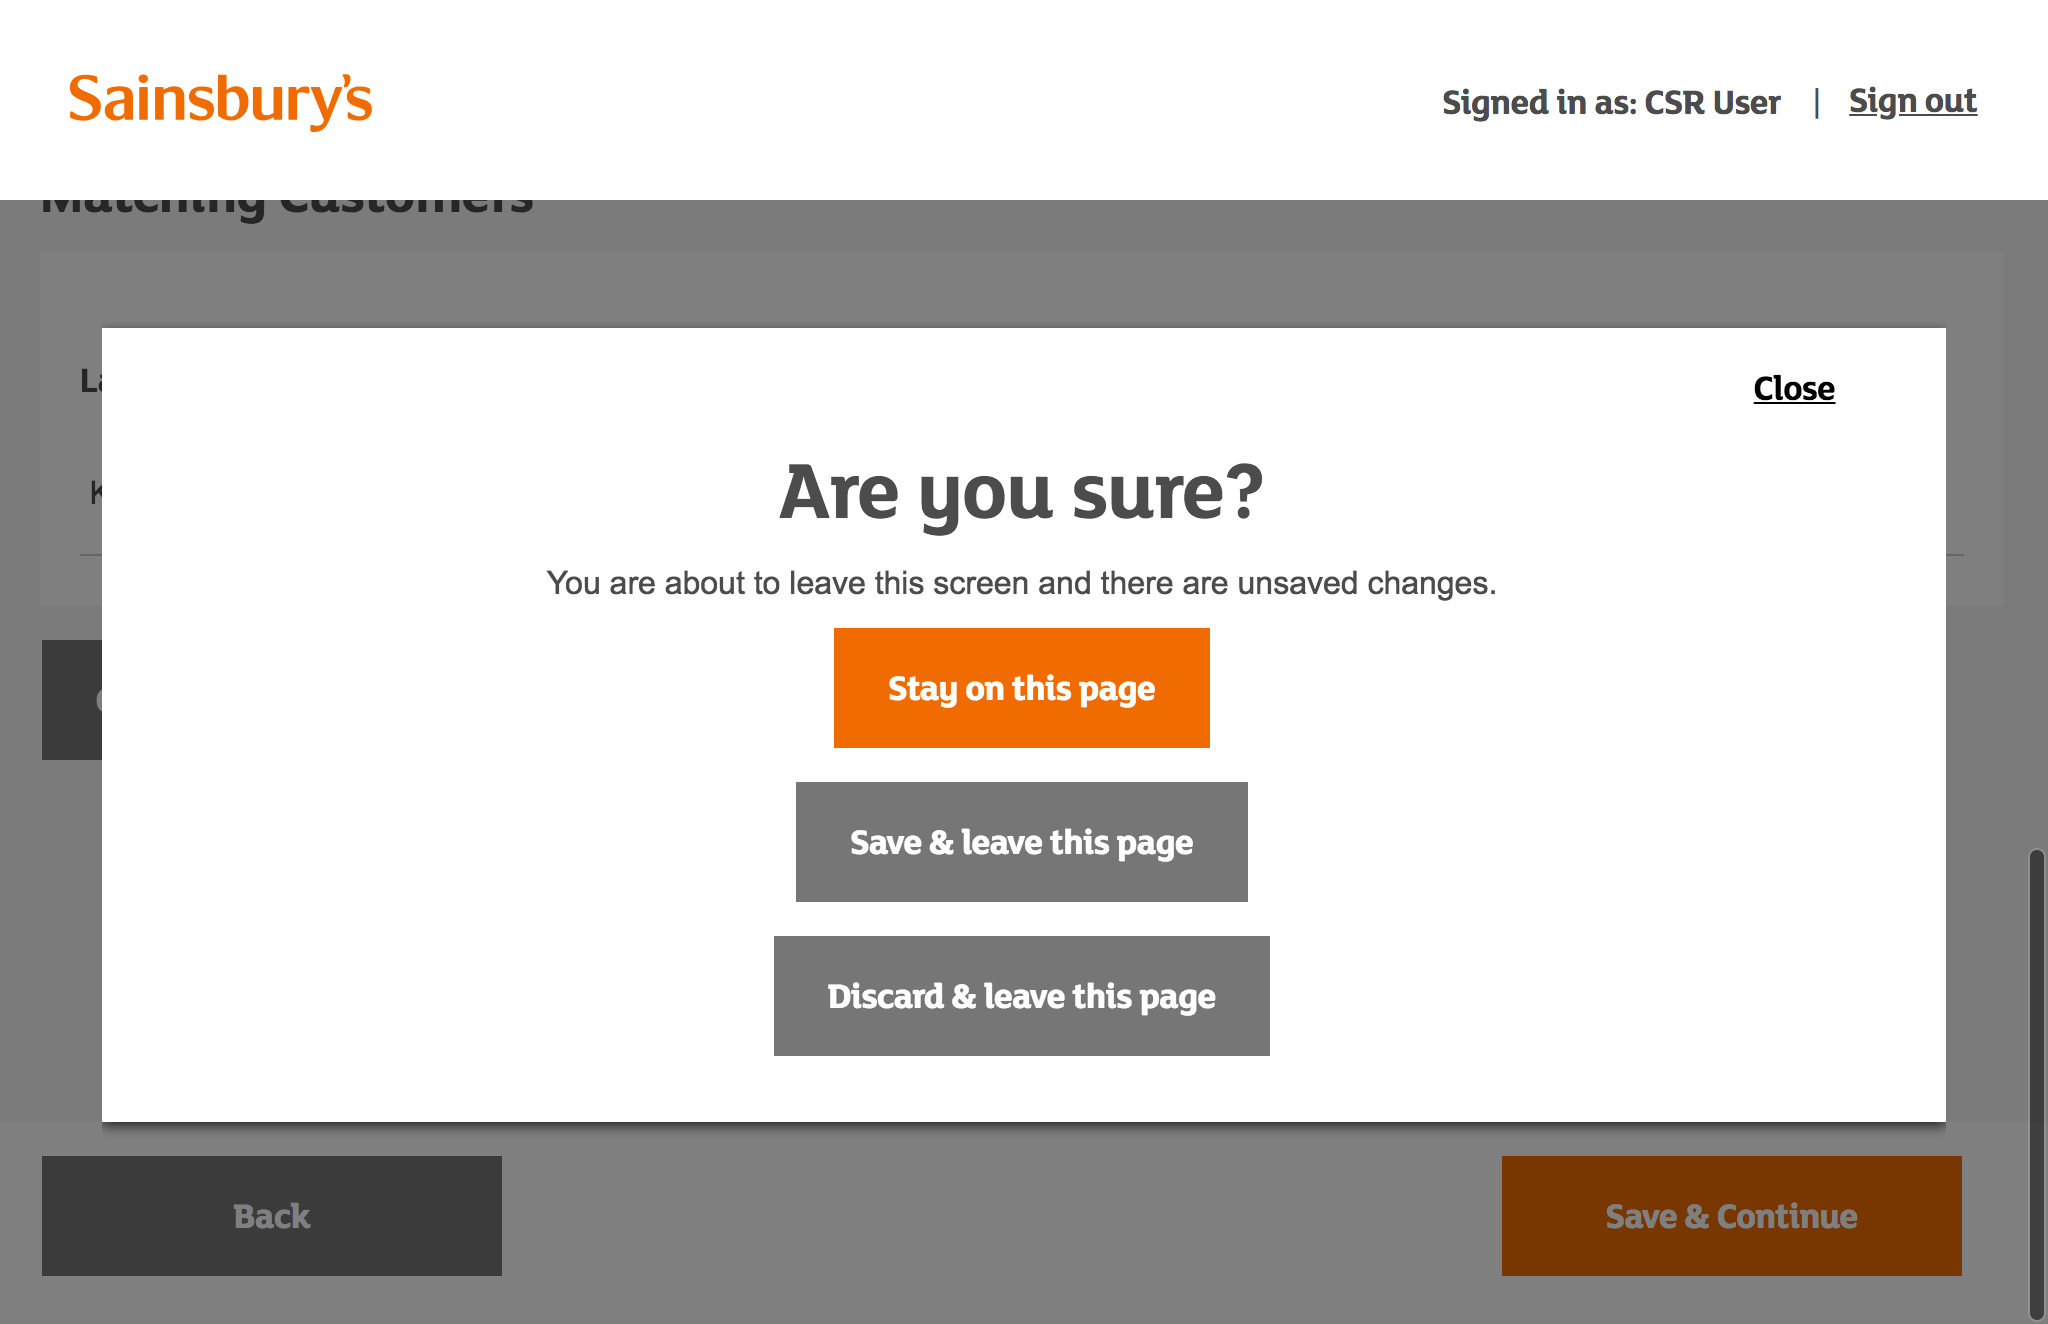 Sainsbury's
Signed in as: CSR User | Sign out
Matching Customers
Close
Are you sure?
You are about to leave this screen and there are unsaved changes.
Stay on this page
Save & leave this page
Discard & leave this page
Back
Save & Continue